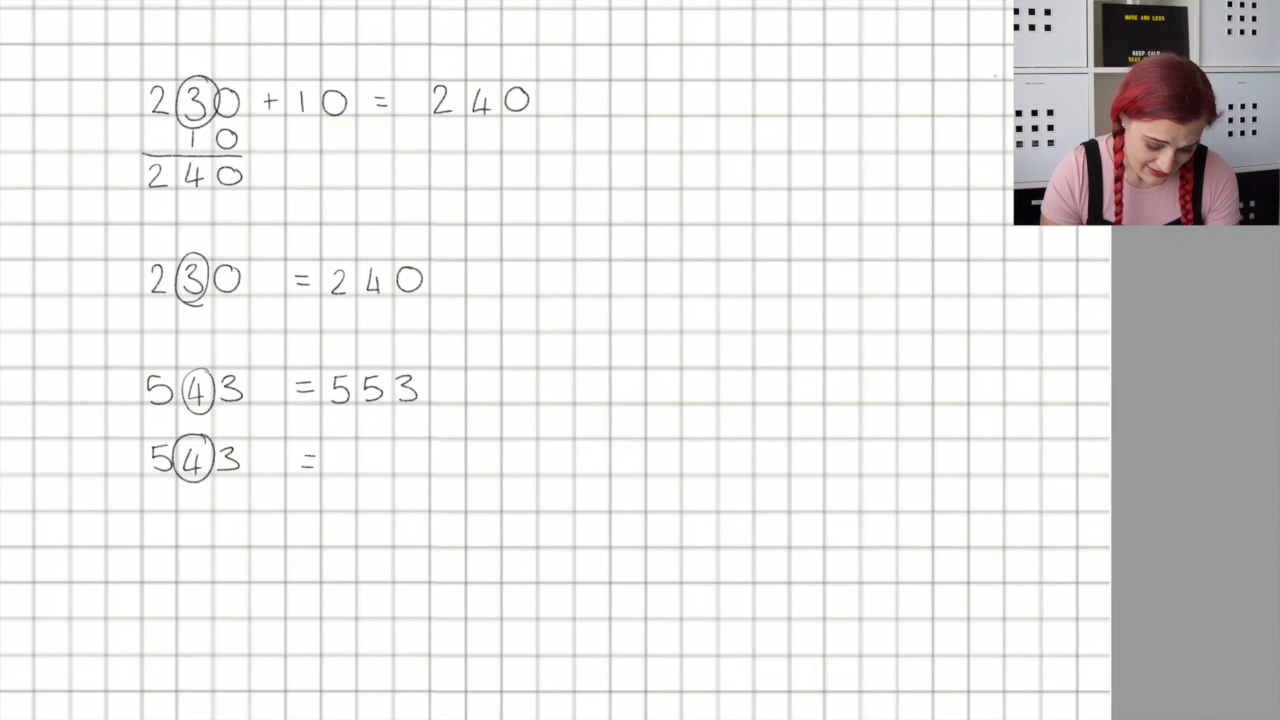 230 + 10 = 240
10
240
230 = 240
543 = 553
543 =
MORE AND LESS
KEEP CALM